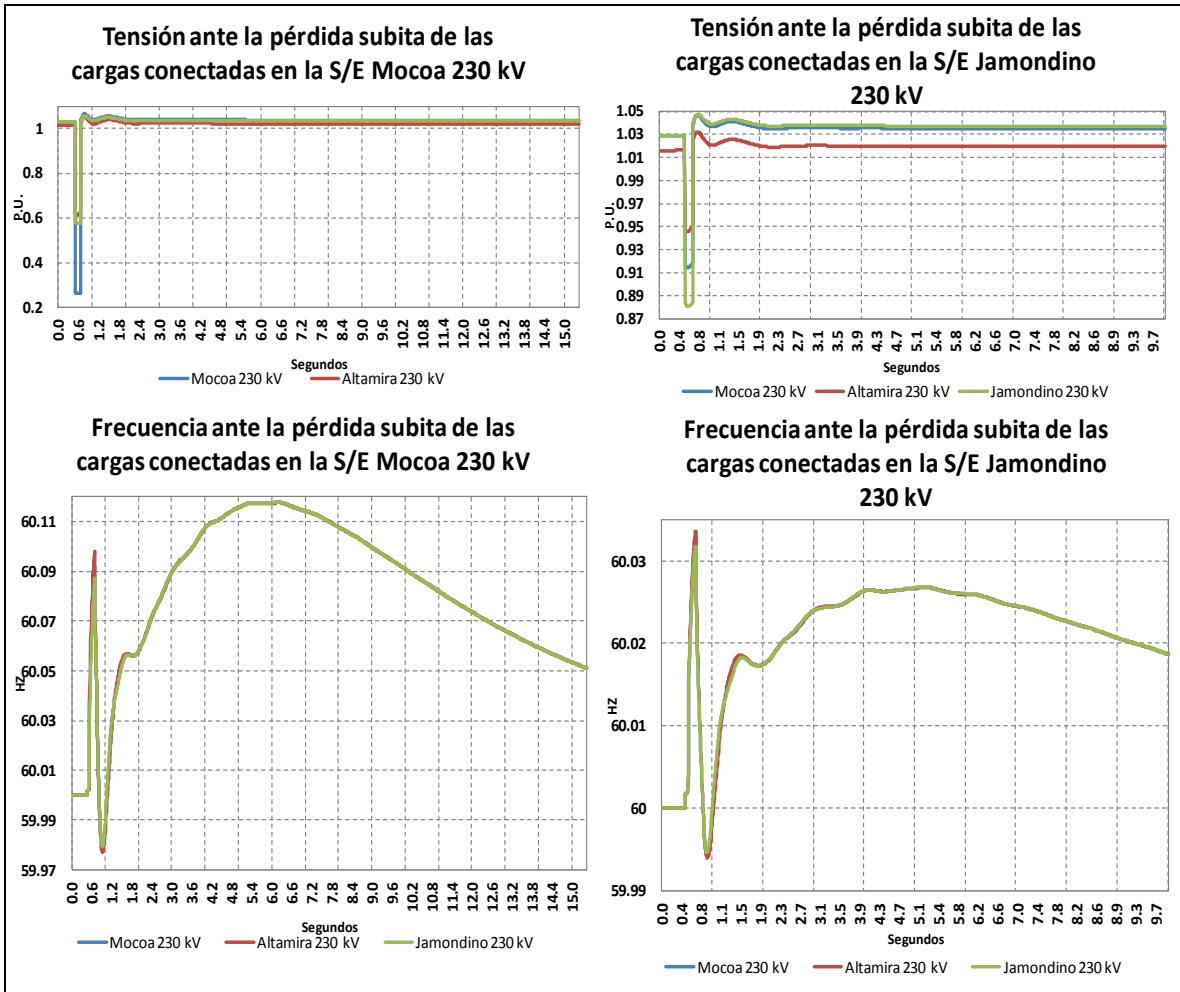 Tensión ante la pérdida subita de las
cargas conectadas en la S/E Mocoa 230 kV
1
0.8
0.6
0.4
0.2
P.U.
0.0 0.6 1.2 1.8 2.4 3.0 3.6 4.2 4.8 5.4 6.0 6.6 7.2 7.8 8.4 9.0 9.6 10.2 10.8 11.4 12.0 12.6 13.2 13.8 14.4 15.0
Segundos
Mocoa 230 kV Altamira 230 kV
Tensión ante la pérdida subita de las
cargas conectadas en la S/E Jamondino
230 kV
1.05
1.03
1.01
0.99
0.97
0.95
0.93
0.91
0.89
0.87
P.U.
0.0 0.4 0.8 1.1 1.5 1.9 2.3 2.7 3.1 3.4 3.7 4.1 4.5 4.9 5.3 5.6 6.0 6.3 6.7 7.0 7.4 7.8 8.2 8.6 8.9 9.3 9.7
Segundos
Mocoa 230 kV Altamira 230 kV Jamondino 230 kV
Frecuencia ante la pérdida subita de las
cargas conectadas en la S/E Mocoa 230 kV
60.11
60.09
60.07
60.05
60.03
60.01
59.99
59.97
HZ
0.0 0.6 1.2 1.8 2.4 3.0 3.6 4.2 4.8 5.4 6.0 6.6 7.2 7.8 8.4 9.0 9.6 10.2 10.8 11.4 12.0 12.6 13.2 13.8 14.4 15.0
Segundos
Mocoa 230 kV Altamira 230 kV Jamondino 230 kV
Frecuencia ante la pérdida subita de las
cargas conectadas en la S/E Jamondino
230 kV
60.03
60.02
60.01
60
59.99
HZ
0.0 0.4 0.8 1.1 1.5 1.9 2.3 2.7 3.1 3.4 3.7 4.1 4.5 4.8 5.1 5.5 5.8 6.2 6.6 7.0 7.4 7.8 8.2 8.6 8.9 9.3 9.7
Segundos
Mocoa 230 kV Altamira 230 kV Jamondino 230 kV